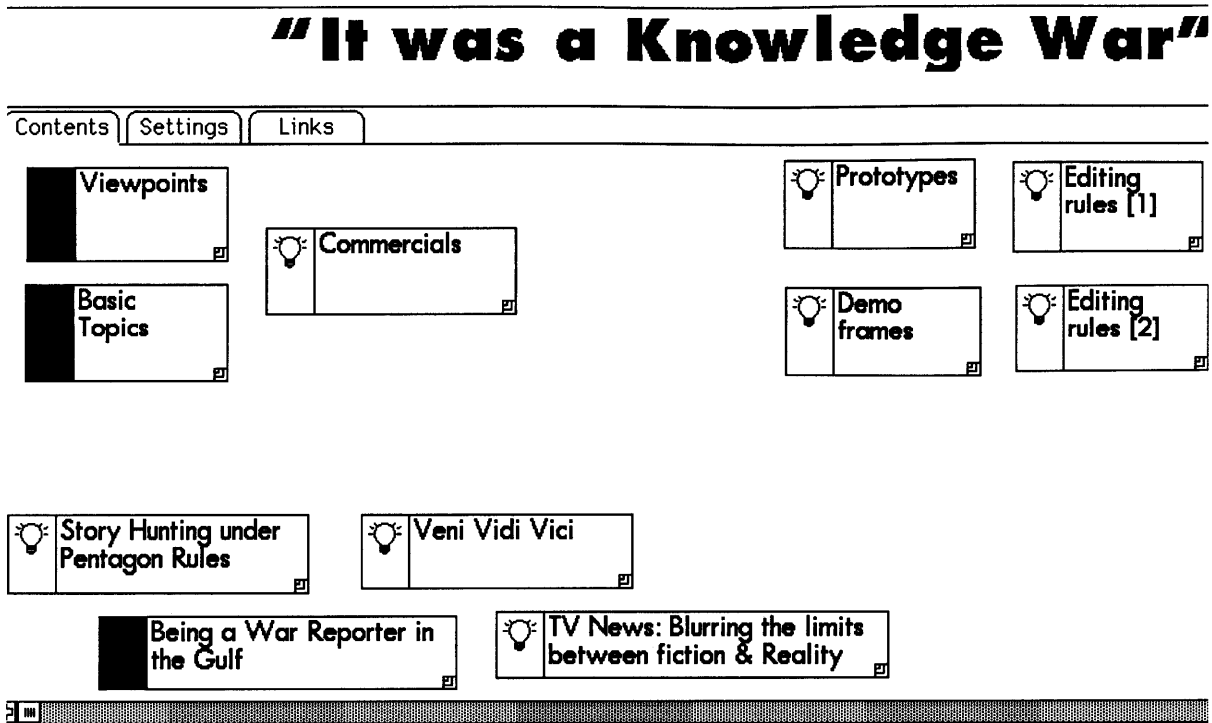 "It was a Knowledge War"
Contents
Settings
Links
Viewpoints
Commercials
Prototypes
Editing
rules [1]
Basic
Topics
Demo
frames
Editing
rules [2]
Story Hunting under
Pentagon Rules
Veni Vidi Vici
Being a War Reporter in
the Gulf
TV News: Blurring the limits
between fiction & Reality